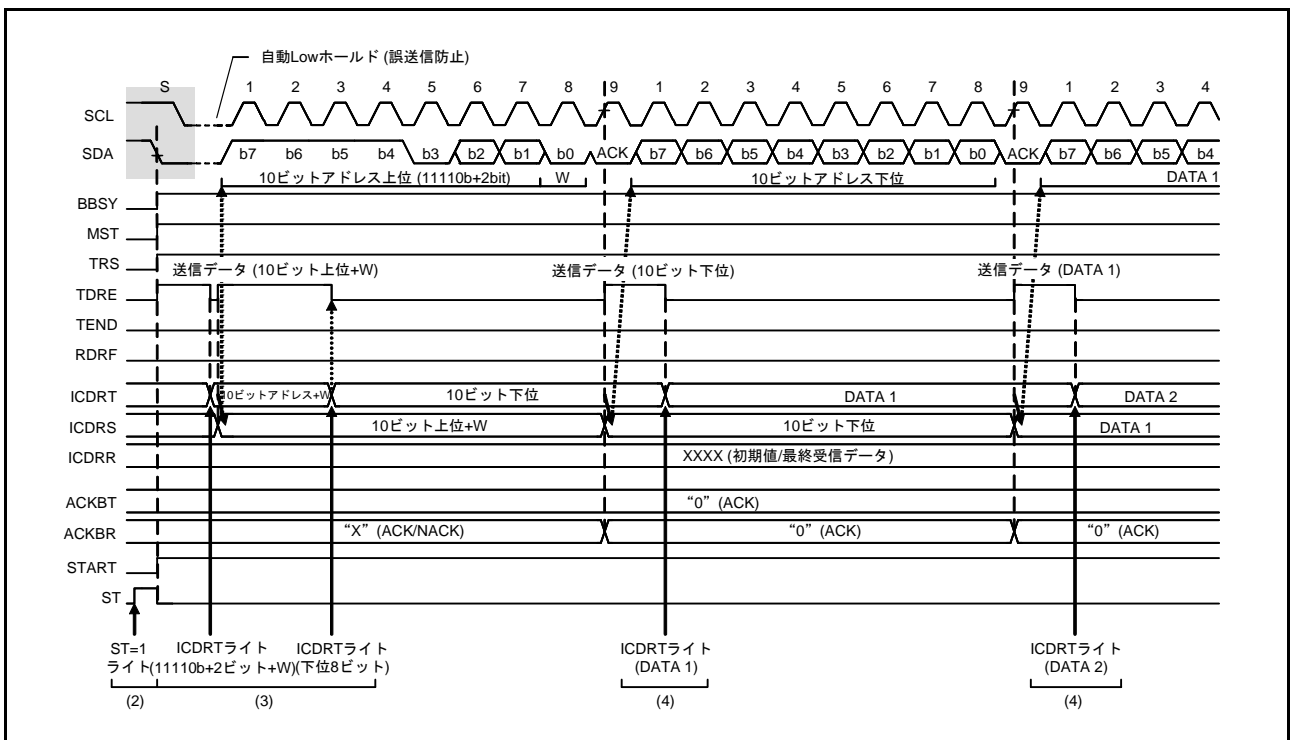 自動Lowホールド (誤送信防止)
S 1 2 3 4 5 6 7 8 9 1 2 3 4 5 6 7 8 9 1 2 3 4
SCL
SDA b7 b6 b5 b4 b3 b2 b1 b0 ACK b7 b6 b5 b4 b3 b2 b1 b0 ACK b7 b6 b5 b4
10ビットアドレス上位 (11110b+2bit) W 10ビットアドレス下位 DATA 1
BBSY
MST
TRS
送信データ (10ビット上位+W) 送信データ (10ビット下位) 送信データ (DATA 1)
TDRE
TEND
RDRF
ICDRT 10ビットアドレス+W 10ビット下位 DATA 1 DATA 2
ICDRS 10ビット上位+W 10ビット下位 DATA 1
ICDRR XXXX (初期値/最終受信データ)
ACKBT “0” (ACK)
ACKBR “X” (ACK/NACK) “0” (ACK) “0” (ACK)
START
ST
ST=1 ICDRTライト ICDRTライト ICDRTライト ICDRTライト
ライト (11110b+2ビット+W) (下位8ビット) (DATA 1) (DATA 2)
(2) (3) (4) (4)